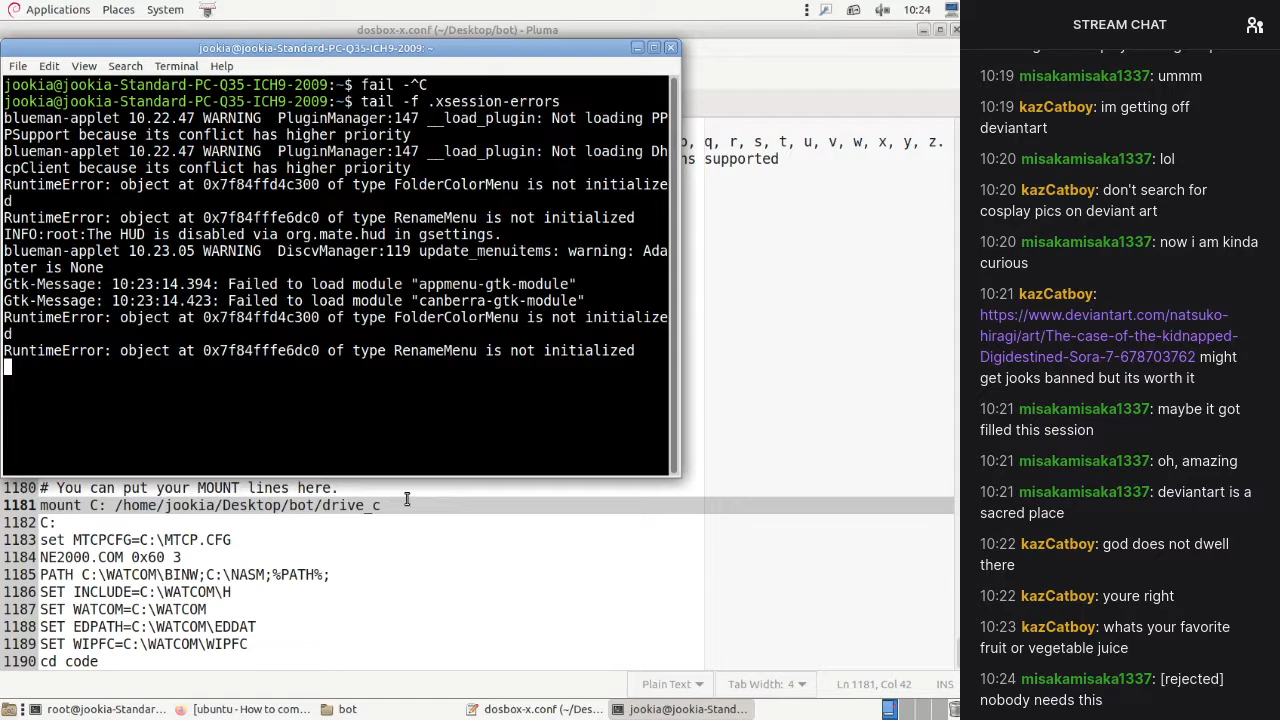 Applications Places System 10:24
dosbox-x.conf (~/Desktop/bot) - Pluma
jookia@jookia-Standard-PC-Q35-ICH9-2009: ~
File Edit View Search Terminal Help
jookia@jookia-Standard-PC-Q35-ICH9-2009:~$ fail -^C
jookia@jookia-Standard-PC-Q35-ICH9-2009:~$ tail -f .xsession-errors
blueman-applet 10.22.47 WARNING  PluginManager:147 __load_plugin: Not loading PP
PSupport because its conflict has higher priority
blueman-applet 10.22.47 WARNING  PluginManager:147 __load_plugin: Not loading Dh
cpClient because its conflict has higher priority
RuntimeError: object at 0x7f84ffd4c300 of type FolderColorMenu is not initialize
d
RuntimeError: object at 0x7f84fffe6dc0 of type RenameMenu is not initialized
INFO:root:The HUD is disabled via org.mate.hud in gsettings.
blueman-applet 10.23.05 WARNING  DiscvManager:119 update_menuitems: warning: Ada
pter is None
Gtk-Message: 10:23:14.394: Failed to load module "appmenu-gtk-module"
Gtk-Message: 10:23:14.423: Failed to load module "canberra-gtk-module"
RuntimeError: object at 0x7f84ffd4c300 of type FolderColorMenu is not initialize
d
RuntimeError: object at 0x7f84fffe6dc0 of type RenameMenu is not initialized
p, q, r, s, t, u, v, w, x, y, z.
ns supported
1180 # You can put your MOUNT lines here.
1181 mount C: /home/jookia/Desktop/bot/drive_c
1182 C:
1183 set MTCPCFG=C:\MTCP.CFG
1184 NE2000.COM 0x60 3
1185 PATH C:\WATCOM\BINW;C:\NASM;%PATH%;
1186 SET INCLUDE=C:\WATCOM\H
1187 SET WATCOM=C:\WATCOM
1188 SET EDPATH=C:\WATCOM\EDDAT
1189 SET WIPFC=C:\WATCOM\WIPFC
1190 cd code
Plain Text Tab Width: 4 Ln 1181, Col 42 INS
root@jookia-Standar... [ubuntu - How to com... bot dosbox-x.conf (~/Des... jookia@jookia-Standa...
STREAM CHAT
10:19 misakamisaka1337: ummm
10:19 kazCatboy: im getting off
deviantart
10:20 misakamisaka1337: lol
10:20 kazCatboy: don't search for
cosplay pics on deviant art
10:20 misakamisaka1337: now i am kinda
curious
10:21 kazCatboy:
https://www.deviantart.com/natsuko-
hiragi/art/The-case-of-the-kidnapped-
Digidestined-Sora-7-678703762 might
get jooks banned but its worth it
10:21 misakamisaka1337: maybe it got
filled this session
10:21 misakamisaka1337: oh, amazing
10:21 misakamisaka1337: deviantart is a
sacred place
10:22 kazCatboy: god does not dwell
there
10:22 kazCatboy: youre right
10:23 kazCatboy: whats your favorite
fruit or vegetable juice
10:24 misakamisaka1337: [rejected]
nobody needs this